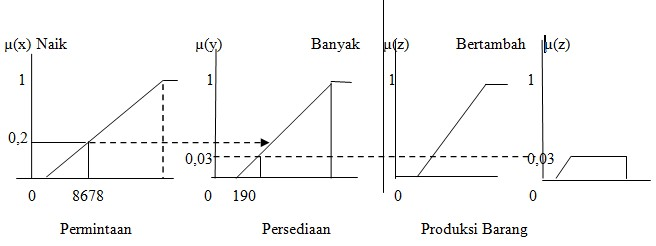 μ(x) Naik μ(y) Banyak μ(z) Bertambah μ(z)
1 1 1 1
0,2
0,03 0,03
0 8678 0 190 0 0
Permintaan Persediaan Produksi Barang